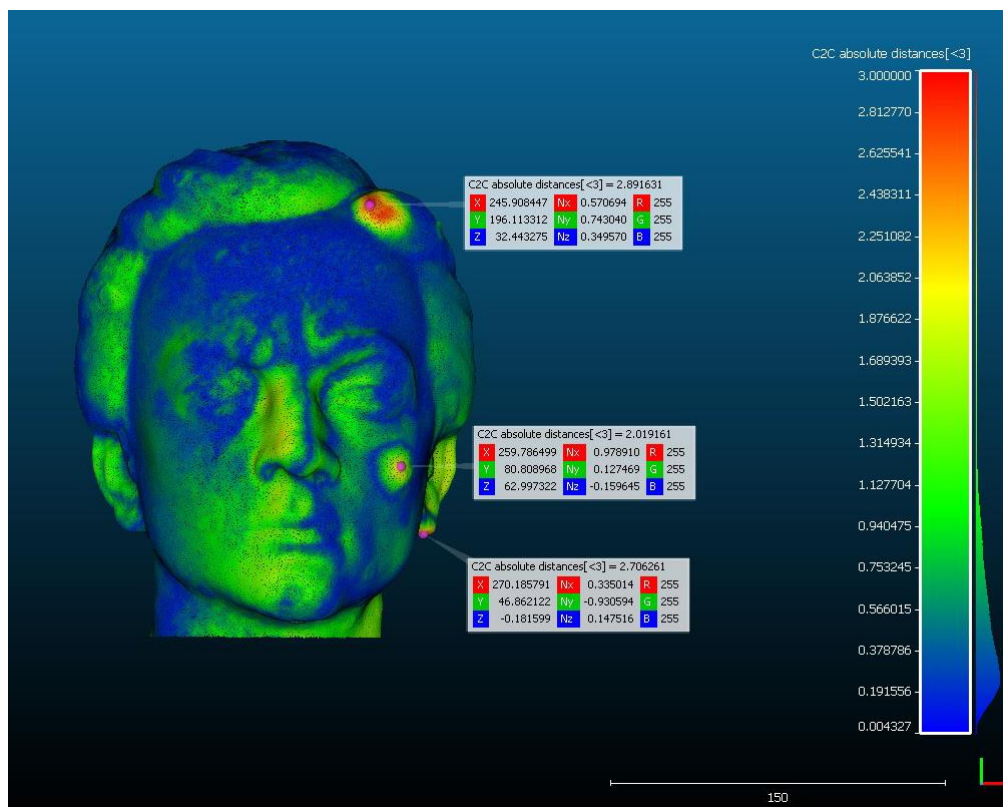 C2C absolute distances[<3]
3.000000
2.812770
2.625541
2.438311
2.251082
2.063852
1.876622
1.689393
1.502163
1.314934
1.127704
0.940475
0.753245
0.566015
0.378786
0.191556
0.004327
C2C absolute distances[<3] = 2.891631
X 245.908447 Nx 0.570694 R 255
Y 196.113312 Ny 0.743040 G 255
Z 32.443275 Nz 0.349570 B 255
C2C absolute distances[<3] = 2.019161
X 259.786499 Nx 0.978910 R 255
Y 80.808968 Ny 0.127469 G 255
Z 62.997322 Nz -0.159645 B 255
C2C absolute distances[<3] = 2.706261
X 270.185791 Nx 0.335014 R 255
Y 46.862122 Ny -0.930594 G 255
Z -0.181599 Nz 0.147516 B 255
150